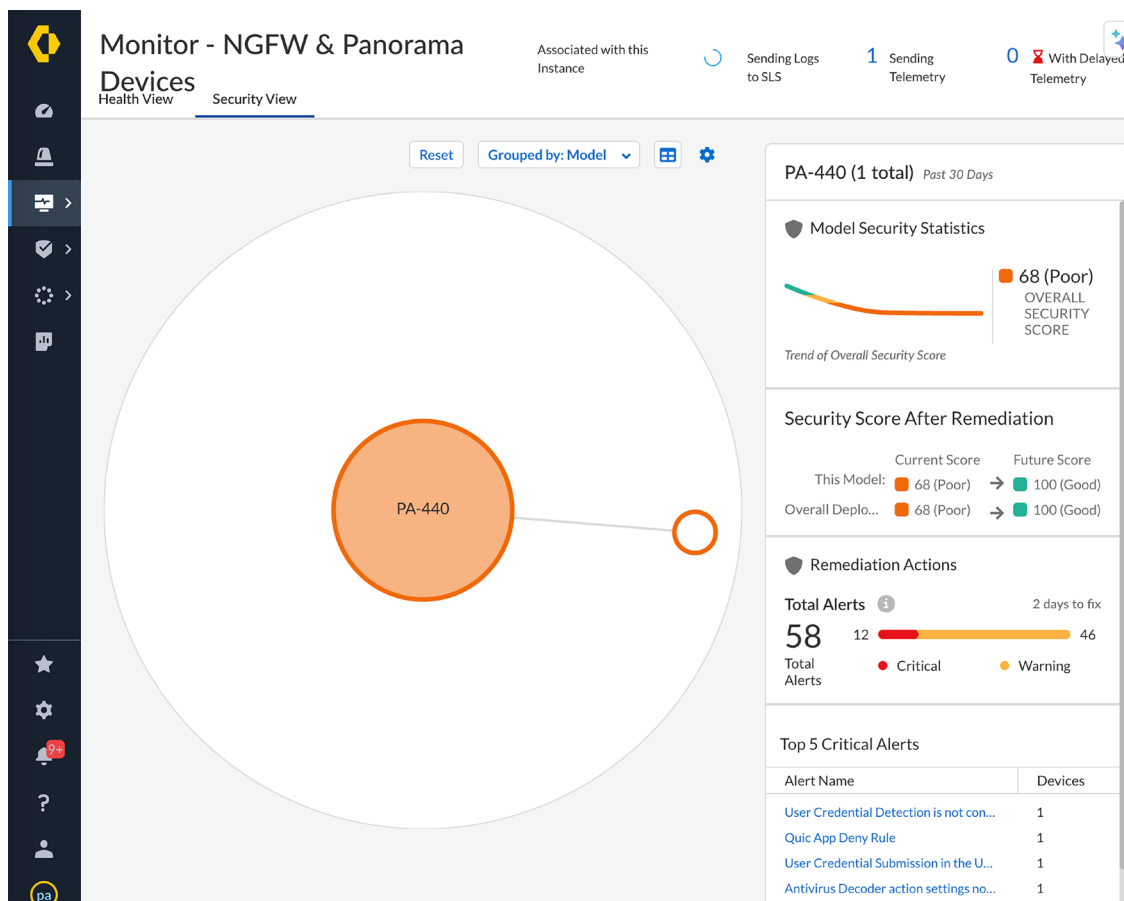 Monitor - NGFW & Panorama
Devices
Associated with this
Instance
Sending Logs
to SLS
1 Sending
Telemetry
0 With Delayed
Telemetry
Health View
Security View
Reset
Grouped by: Model
PA-440
PA-440 (1 total) Past 30 Days
Model Security Statistics
68 (Poor)
OVERALL
SECURITY
SCORE
Trend of Overall Security Score
Security Score After Remediation
Current Score Future Score
This Model: 68 (Poor) 100 (Good)
Overall Deplo... 68 (Poor) 100 (Good)
Remediation Actions
Total Alerts 2 days to fix
58
12 46
Total
Alerts
Critical Warning
Top 5 Critical Alerts
Alert Name Devices
User Credential Detection is not con... 1
Quic App Deny Rule 1
User Credential Submission in the U... 1
Antivirus Decoder action settings no... 1
9+
?
pa